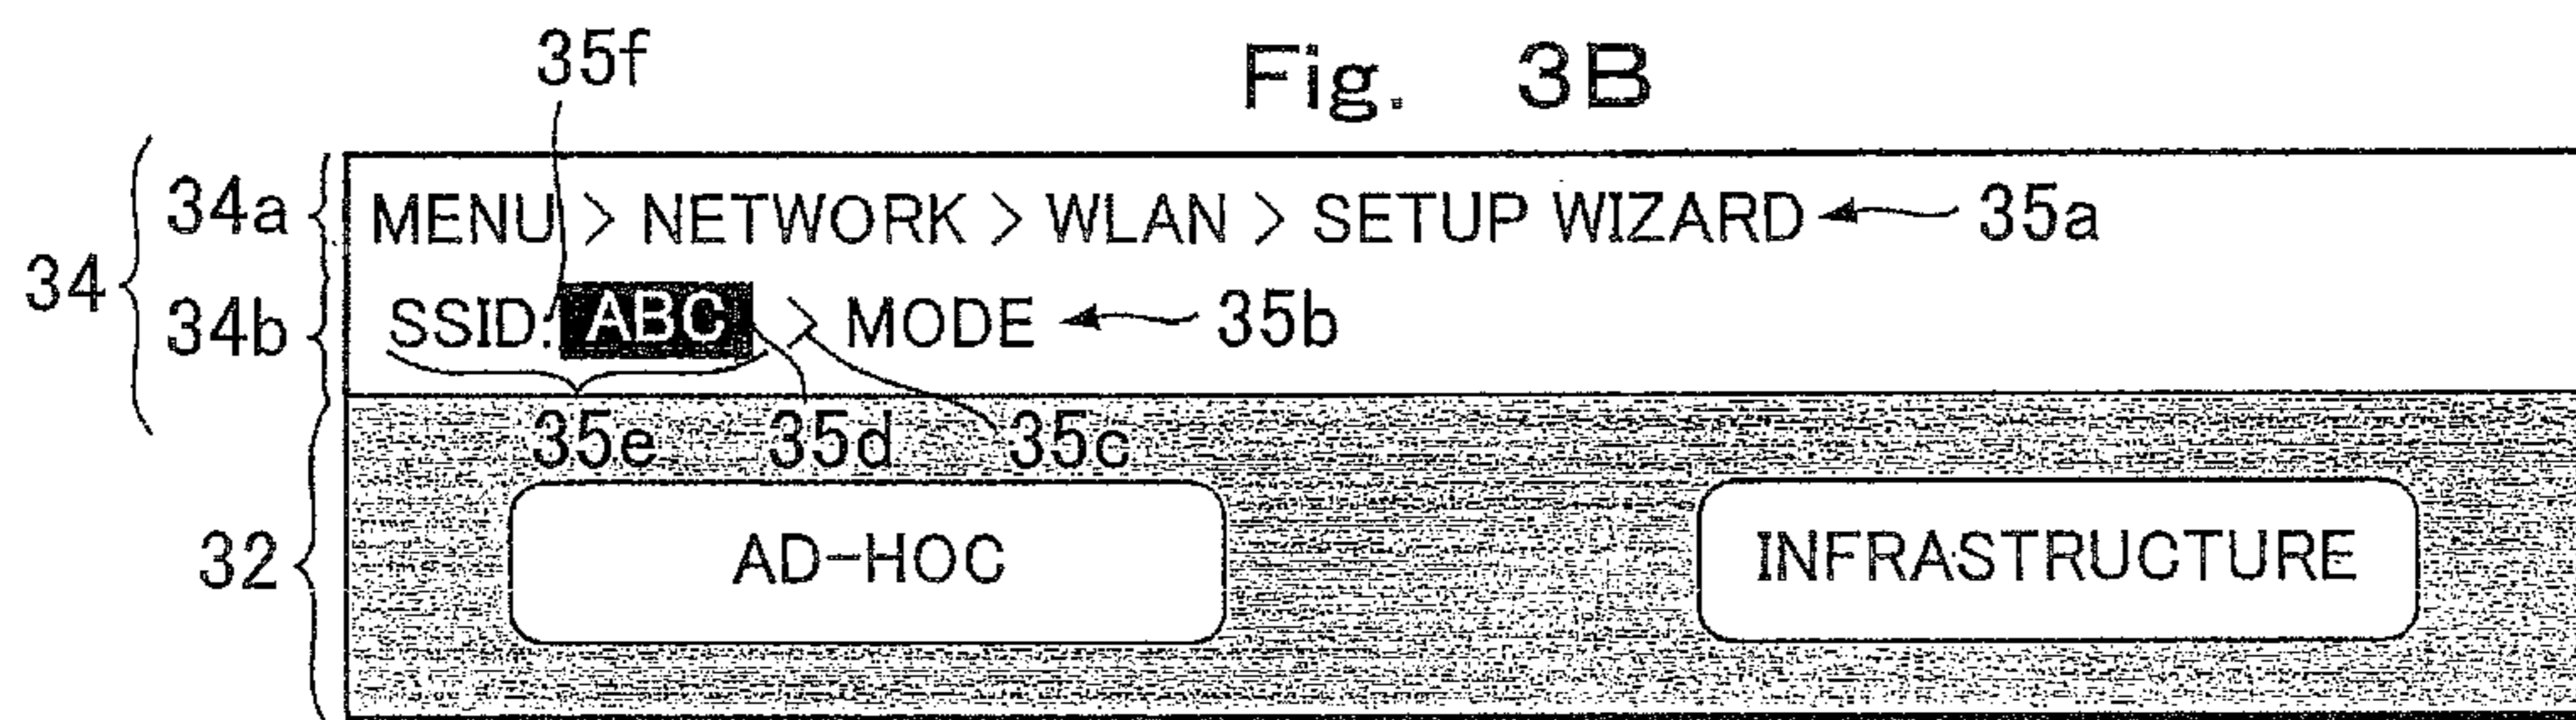 35f
Fig. 3B
34a MENU > NETWORK > WLAN > SETUP WIZARD 35a
34
34b SSID: ABC > MODE 35b
35e 35d 35c
32 AD-HOC INFRASTRUCTURE